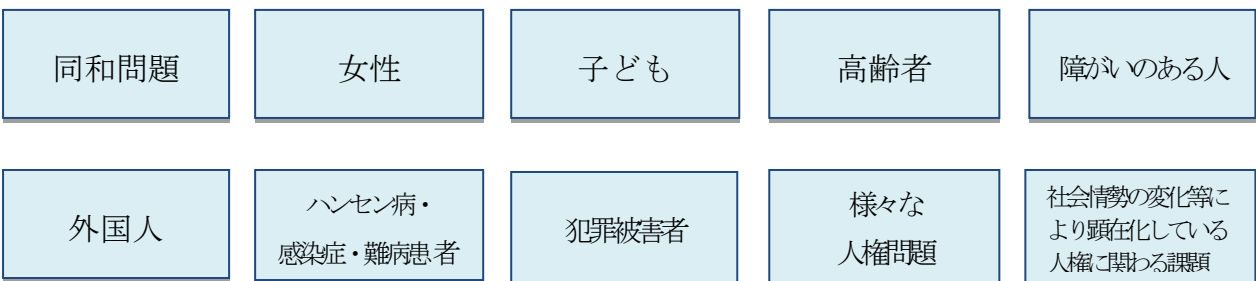 同和問題
女性
子ども
高齢者
障がいのある人
外国人
ハンセン病・
感染症・難病患者
犯罪被害者
様々な
人権問題
社会情勢の変化等に
より顕在化している
人権に関わる課題